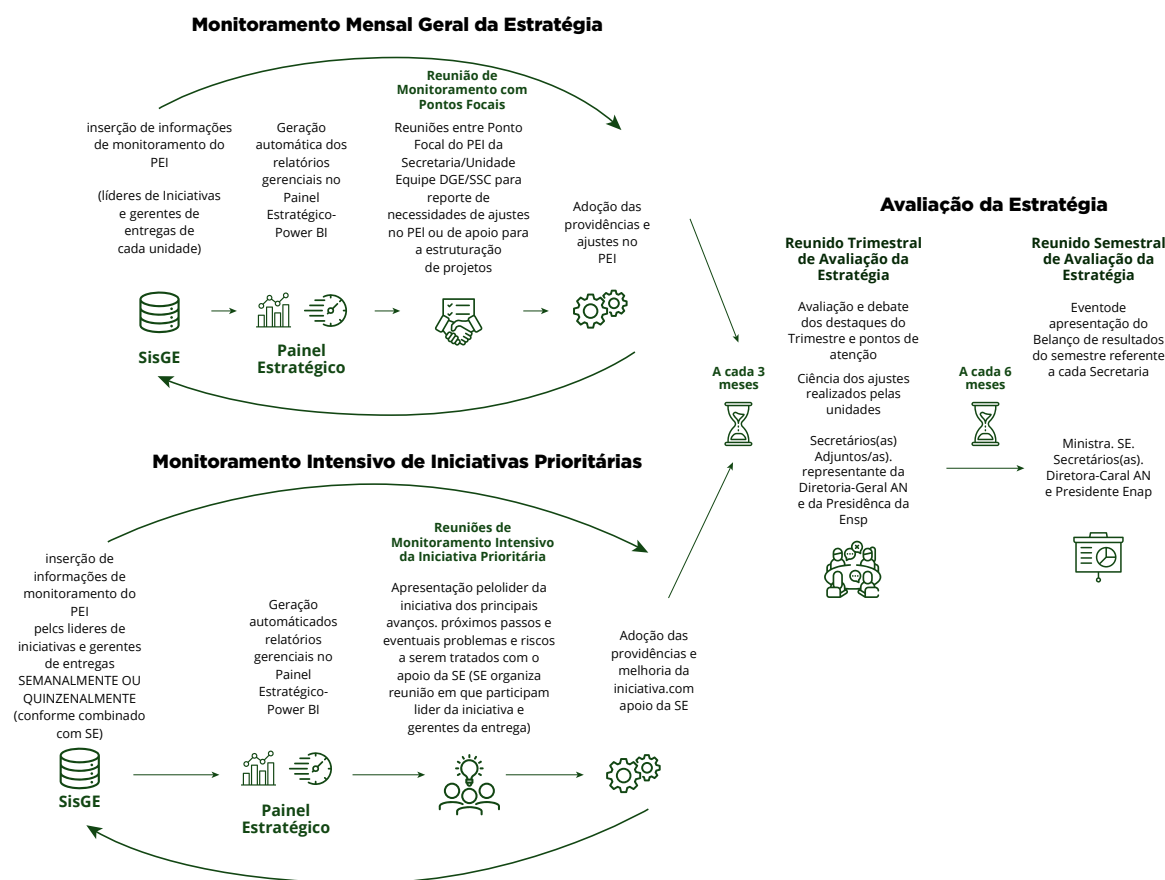 Monitoramento Mensal Geral da Estratégia
inserção de informações
de monitoramento do
PEI
(líderes de Iniciativas
e gerentes de
entregas de
cada unidade)
SisGE
Geração
automática dos
relatórios
gerenciais no
Painel
Estratégico-
Power BI
Painel
Estratégico
Reunião de
Monitoramento com
Pontos Focais
Reuniões entre Ponto
Focal do PEI da
Secretaria/Unidade
Equipe DGE/SSC para
reporte de
necessidades de ajustes
no PEI ou de apoio para
a estruturação
de projetos
Adoção das
providências e
ajustes no
PEI
Monitoramento Intensivo de Iniciativas Prioritárias
inserção de
informações de
monitoramento do
PEI
pelcs lideres de
iniciativas e gerentes
de entregas
SEMANALMENTE OU
QUINZENALMENTE
(conforme combinado
com SE)
SisGE
Geração
automáticados
relatórios
gerenciais no
Painel
Estratégico-
Power BI
Painel
Estratégico
Reuniões de
Monitoramento Intensivo
da Iniciativa Prioritária
Apresentação pelolider da
iniciativa dos principais
avanços. próximos passos e
eventuais problemas e riscos
a serem tratados com o
apoio da SE (SE organiza
reunião em que participam
lider da iniciativa e
gerentes da entrega)
Adoção das
providências e
melhoria da
iniciativa.com
apoio da SE
A cada 3
meses
Avaliação da Estratégia
Reunido Trimestral
de Avaliação da
Estratégia
Avaliação e debate
dos destaques do
Trimestre e pontos de
atenção
Ciência dos ajustes
realizados pelas
unidades
Secretários(as)
Adjuntos/as).
representante da
Diretoria-Geral AN
e da Presidênca da
Ensp
A cada 6
meses
Reunido Semestral
de Avaliação da
Estratégia
Eventode
apresentação do
Belanço de resultados
do semestre referente
a cada Secretaria
Ministra. SE.
Secretários(as).
Diretora-Caral AN
e Presidente Enap